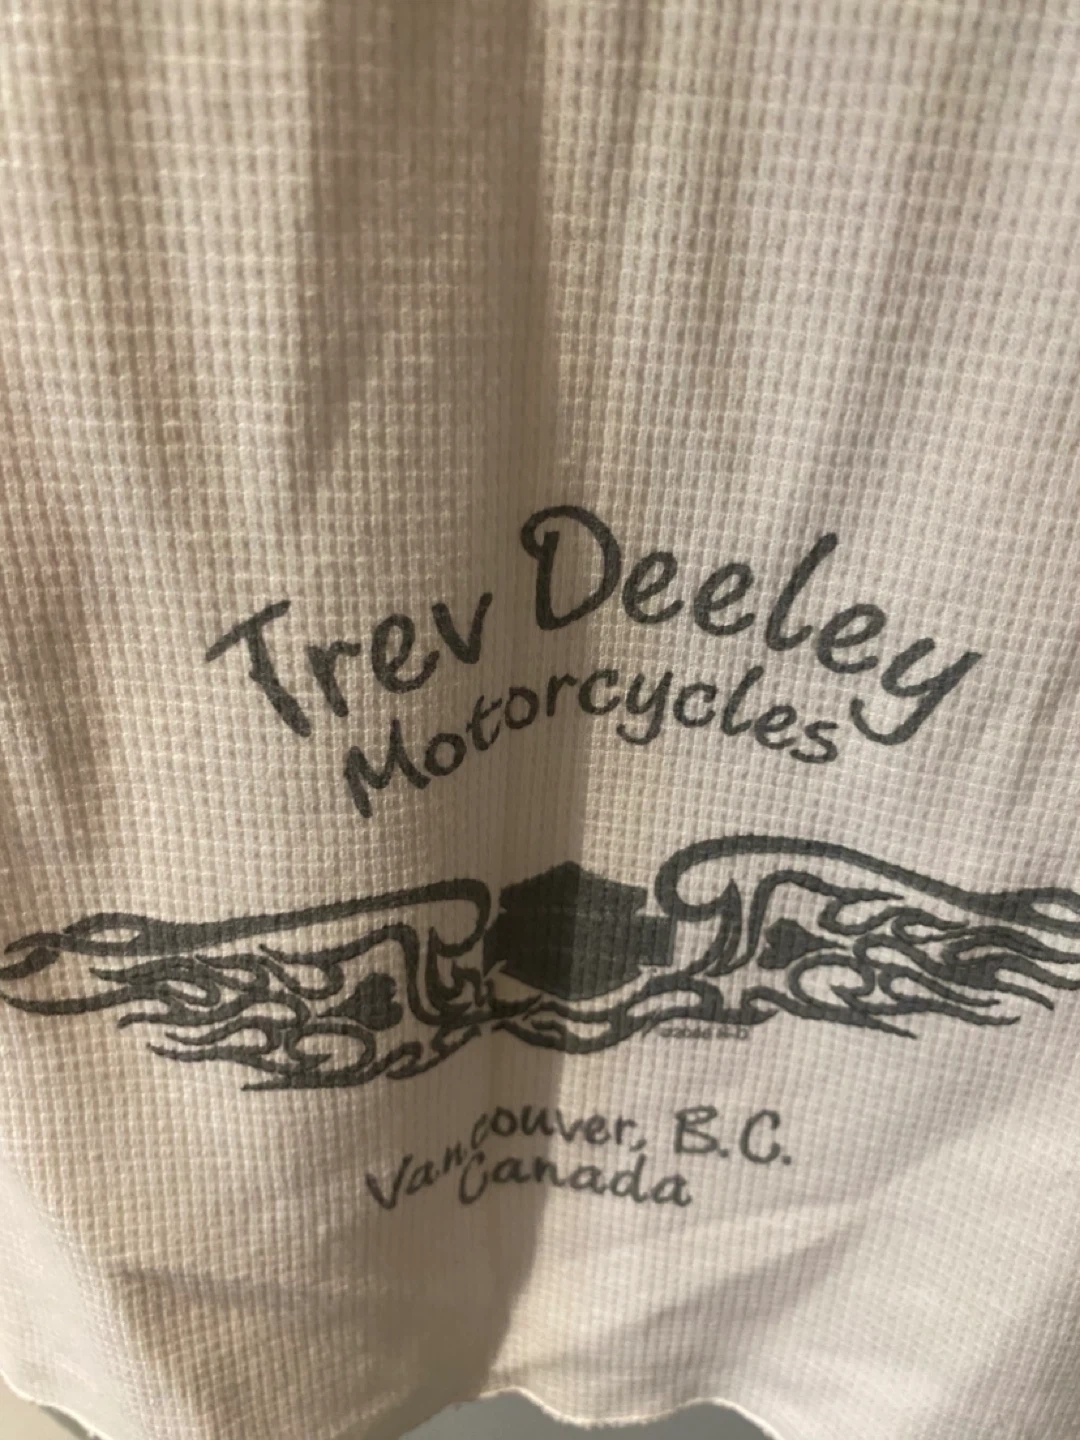 Trev Deeley
Motorcycles
Vancouver, B.C.
Canada